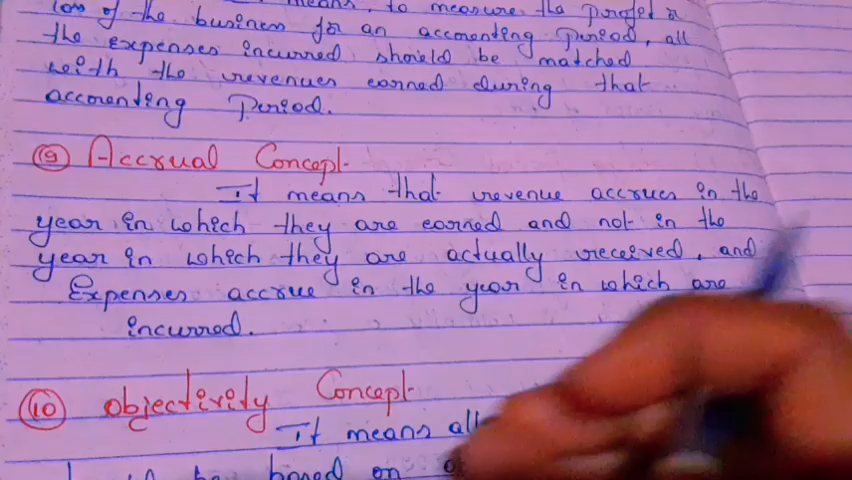 means, to measure the Profit or
loss of the business for an accounting Period, all
the expenses incurred should be matched
with the revenues earned during that
accounting Period.
(9) Accrual Concept
It means that revenue accrues in the
year in which they are earned and not in the
year in which they are actually received, and
Expenses accrue in the year in which are
incurred.
(10) objectivity Concept
It means all
be based on